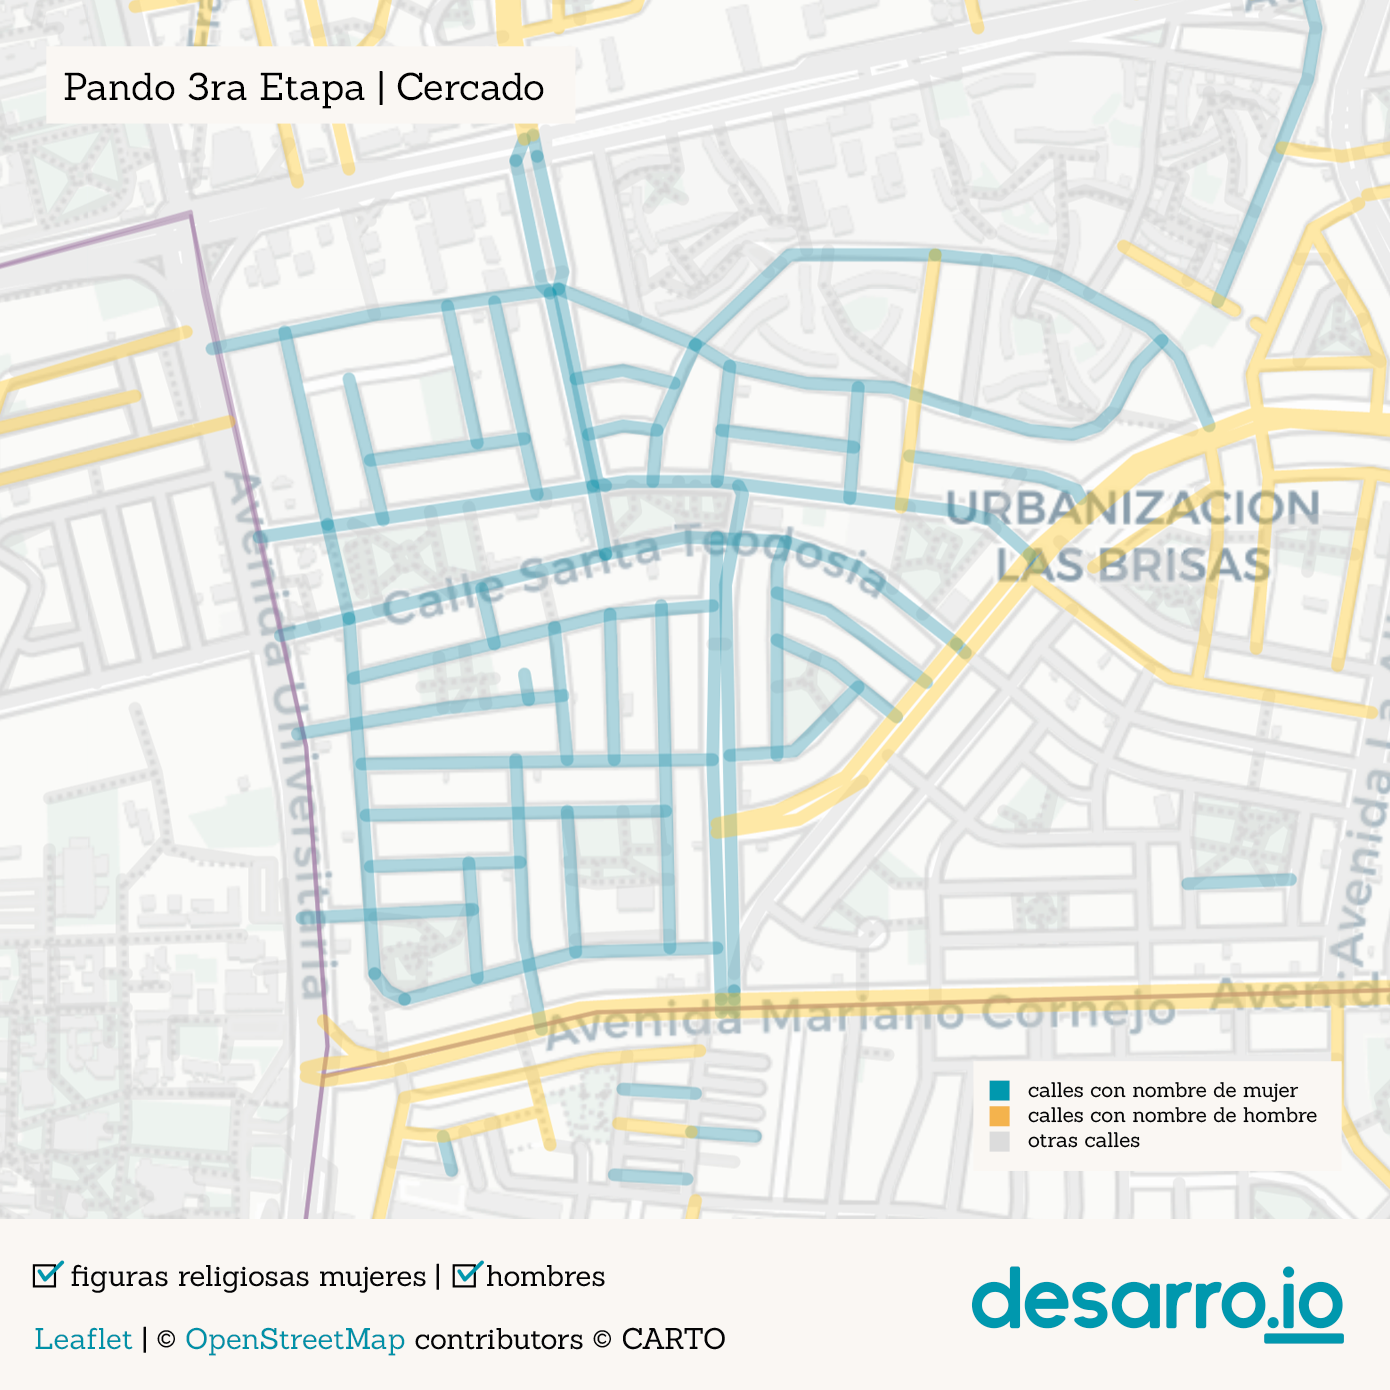 Fra
Pando 3ra Etapa | Cercado
URBANIZACION
LAS BRISAS
Calle Santa Teodosia
Avenida Universitaria
Avenida
Avenida Mariano Cornejo
Avenid
calles con nombre de mujer
calles con nombre de hombre
otras calles
figuras religiosas mujeres | hombres
desarro.io
Leaflet | © OpenStreetMap contributors © CARTO